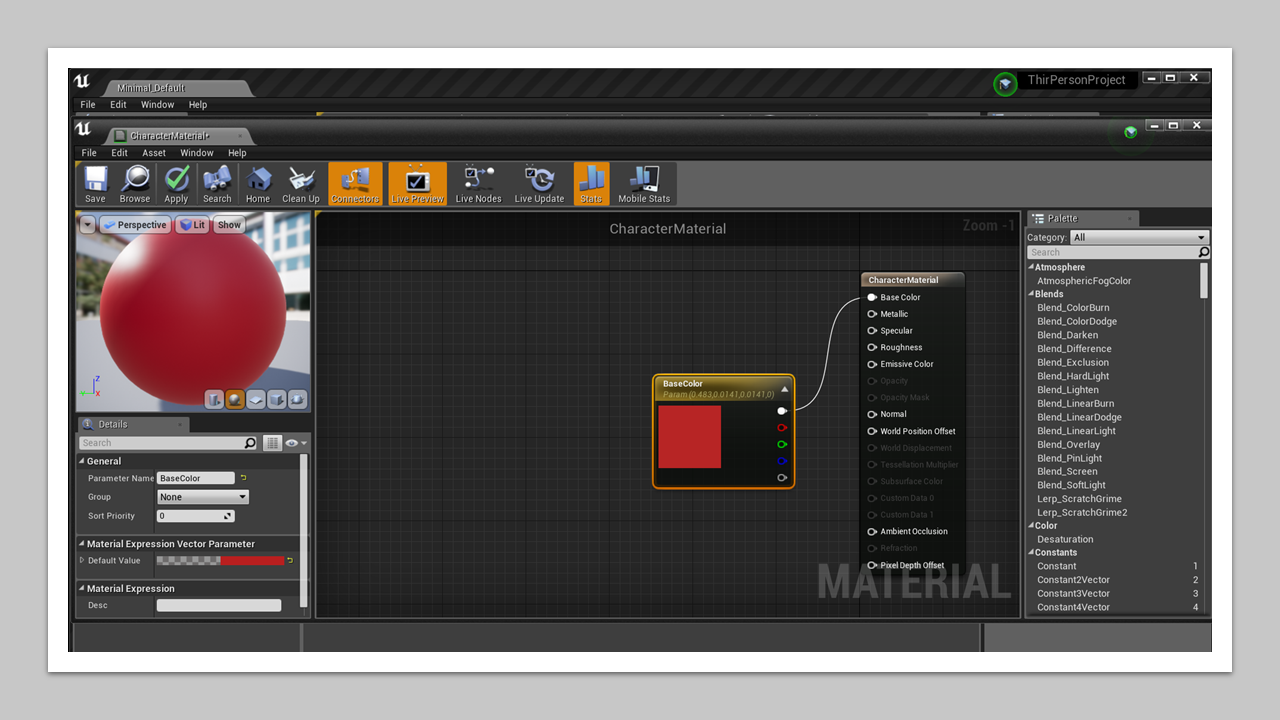 Minimal_Default
ThirPersonProject
File Edit Window Help
CharacterMaterial*
File Edit Asset Window Help
Save Browse Apply Search Home Clean Up Connectors Live Preview Live Nodes Live Update Stats Mobile Stats
Perspective Lit Show
Z
X
Details
Search
General
Parameter Name BaseColor
Group None
Sort Priority 0
Material Expression Vector Parameter
Default Value
Material Expression
Desc
CharacterMaterial
Zoom -1
BaseColor
Param (0.483,0.0141,0.0141,0)
CharacterMaterial
Base Color
Metallic
Specular
Roughness
Emissive Color
Opacity
Opacity Mask
Normal
World Position Offset
World Displacement
Tessellation Multiplier
Subsurface Color
Custom Data 0
Custom Data 1
Ambient Occlusion
Refraction
Pixel Depth Offset
MATERIAL
Palette
Category: All
Search
Atmosphere
AtmosphericFogColor
Blends
Blend_ColorBurn
Blend_ColorDodge
Blend_Darken
Blend_Difference
Blend_Exclusion
Blend_HardLight
Blend_Lighten
Blend_LinearBurn
Blend_LinearDodge
Blend_LinearLight
Blend_Overlay
Blend_PinLight
Blend_Screen
Blend_SoftLight
Lerp_ScratchGrime
Lerp_ScratchGrime2
Color
Desaturation
Constants
Constant 1
Constant2Vector 2
Constant3Vector 3
Constant4Vector 4